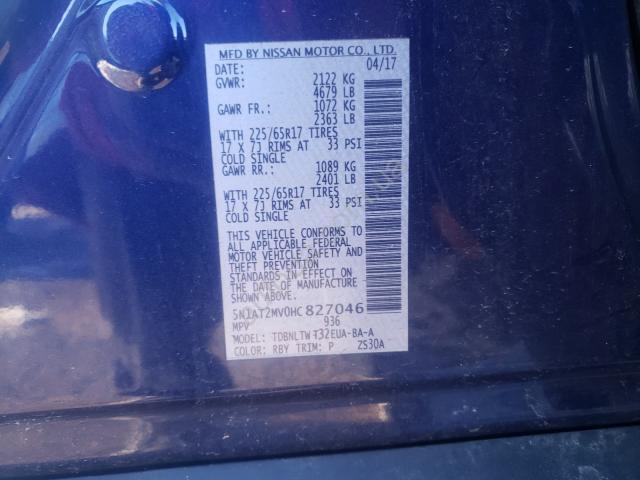 MFD BY NISSAN MOTOR CO., LTD.
DATE: 04/17
GVWR: 2122 KG
4679 LB
GAWR FR.: 1072 KG
2363 LB
WITH 225/65R17 TIRES
17 X 7J RIMS AT 33 PSI
COLD SINGLE
GAWR RR.: 1089 KG
2401 LB
WITH 225/65R17 TIRES
17 X 7J RIMS AT 33 PSI
COLD SINGLE
THIS VEHICLE CONFORMS TO
ALL APPLICABLE FEDERAL
MOTOR VEHICLE SAFETY AND
THEFT PREVENTION
STANDARDS IN EFFECT ON
THE DATE OF MANUFACTURE
SHOWN ABOVE.
5N1AT2MV0HC827046
MPV 936
MODEL: TDBNLTWT32EUA-BA-A
COLOR: RBY TRIM: P ZS30A